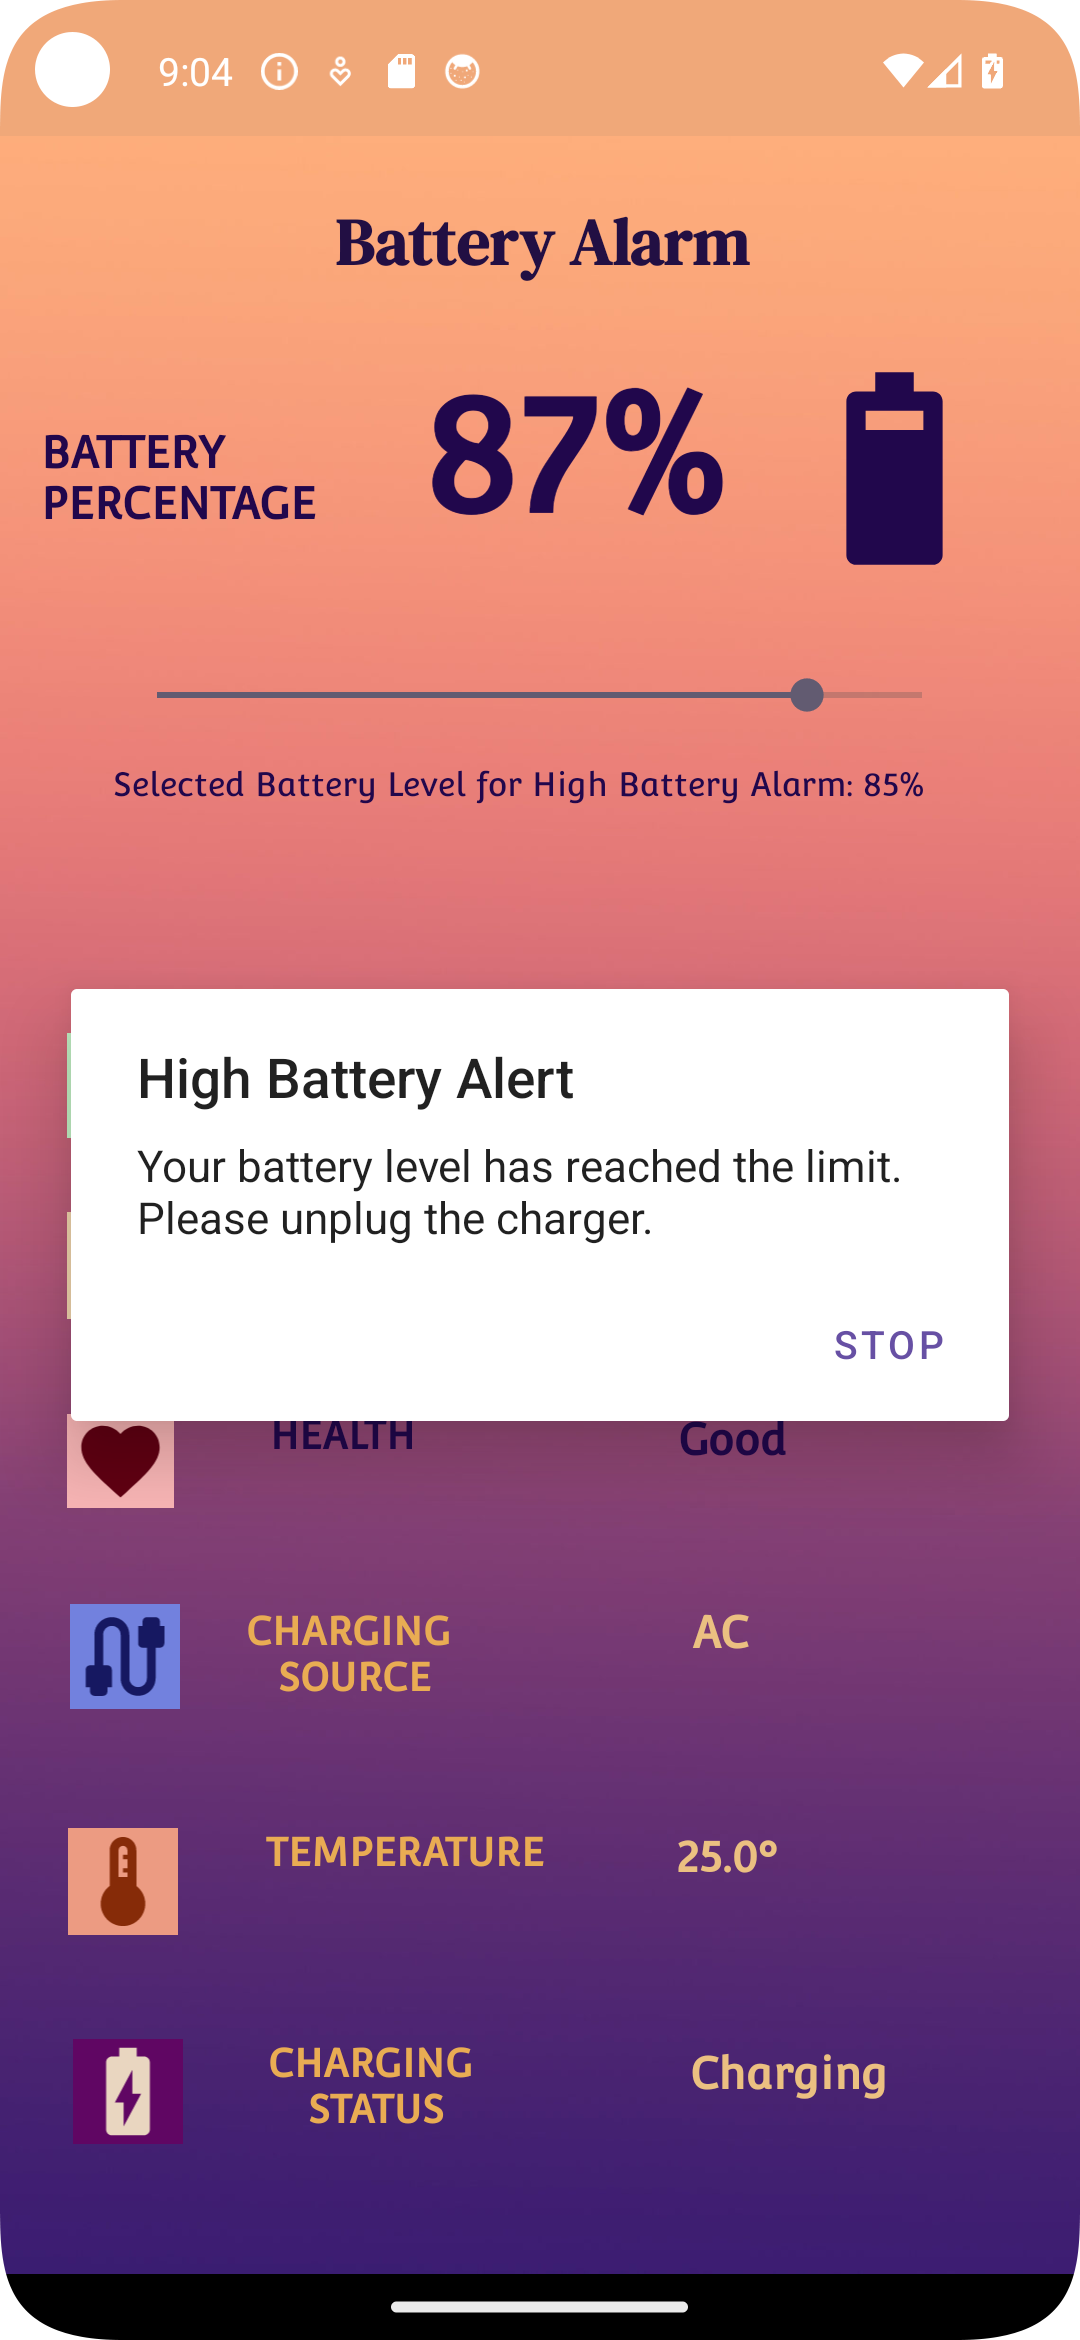 9:04
Battery Alarm
BATTERY
PERCENTAGE
87%
Selected Battery Level for High Battery Alarm: 85%
High Battery Alert
Your battery level has reached the limit.
Please unplug the charger.
STOP
HEALTH
Good
CHARGING
SOURCE
AC
TEMPERATURE
25.0°
CHARGING
STATUS
Charging